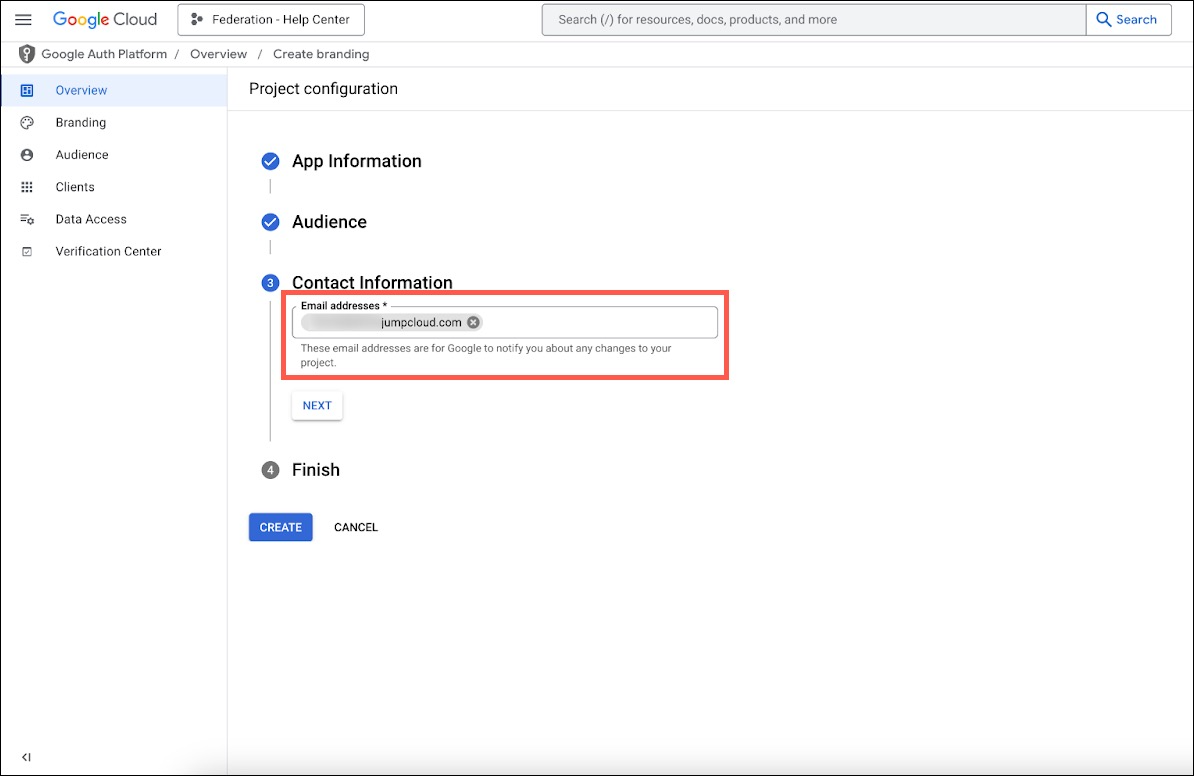 Google Cloud
Federation - Help Center
Search (/) for resources, docs, products, and more
Search
Google Auth Platform / Overview / Create branding
Overview
Branding
Audience
Clients
Data Access
Verification Center
Project configuration
App Information
Audience
3 Contact Information
Email addresses *
jumpcloud.com
These email addresses are for Google to notify you about any changes to your
project.
NEXT
4 Finish
CREATE
CANCEL